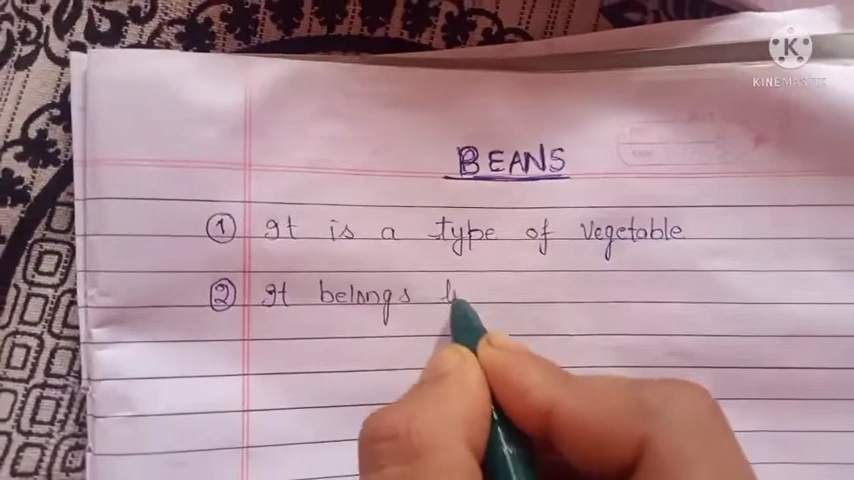 KINEMASTER
BEANS
① It is a type of vegetable
② It belongs